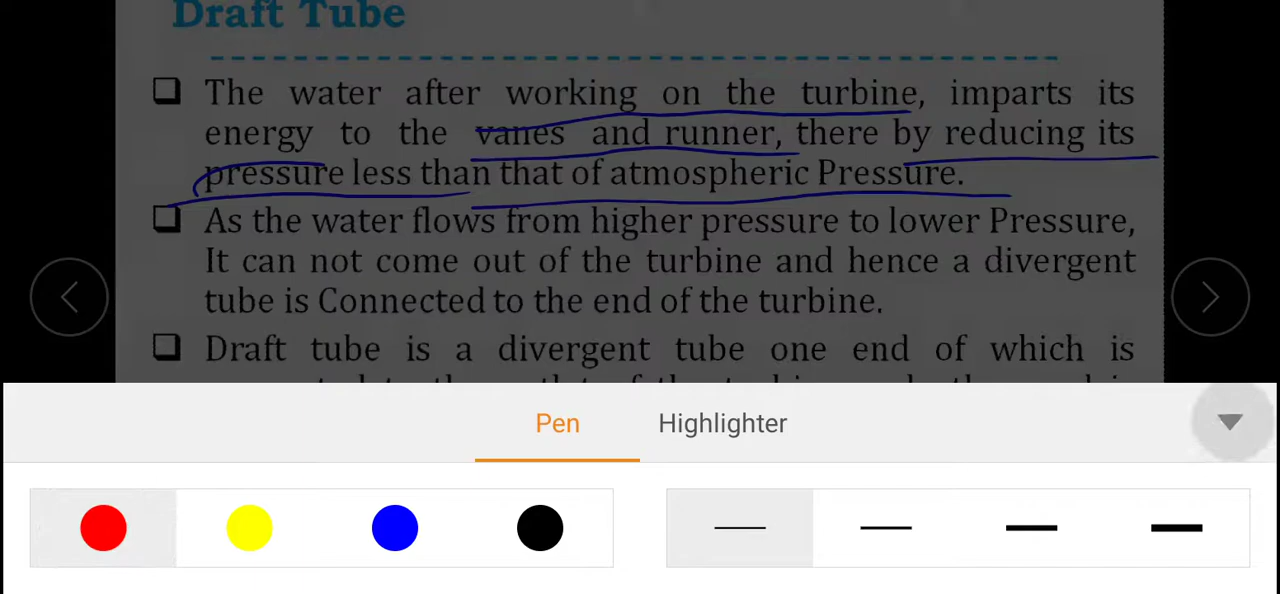 Draft Tube
❑ The water after working on the turbine, imparts its
energy to the vanes and runner, there by reducing its
pressure less than that of atmospheric Pressure.
❑ As the water flows from higher pressure to lower Pressure,
It can not come out of the turbine and hence a divergent
tube is Connected to the end of the turbine.
❑ Draft tube is a divergent tube one end of which is
Pen Highlighter